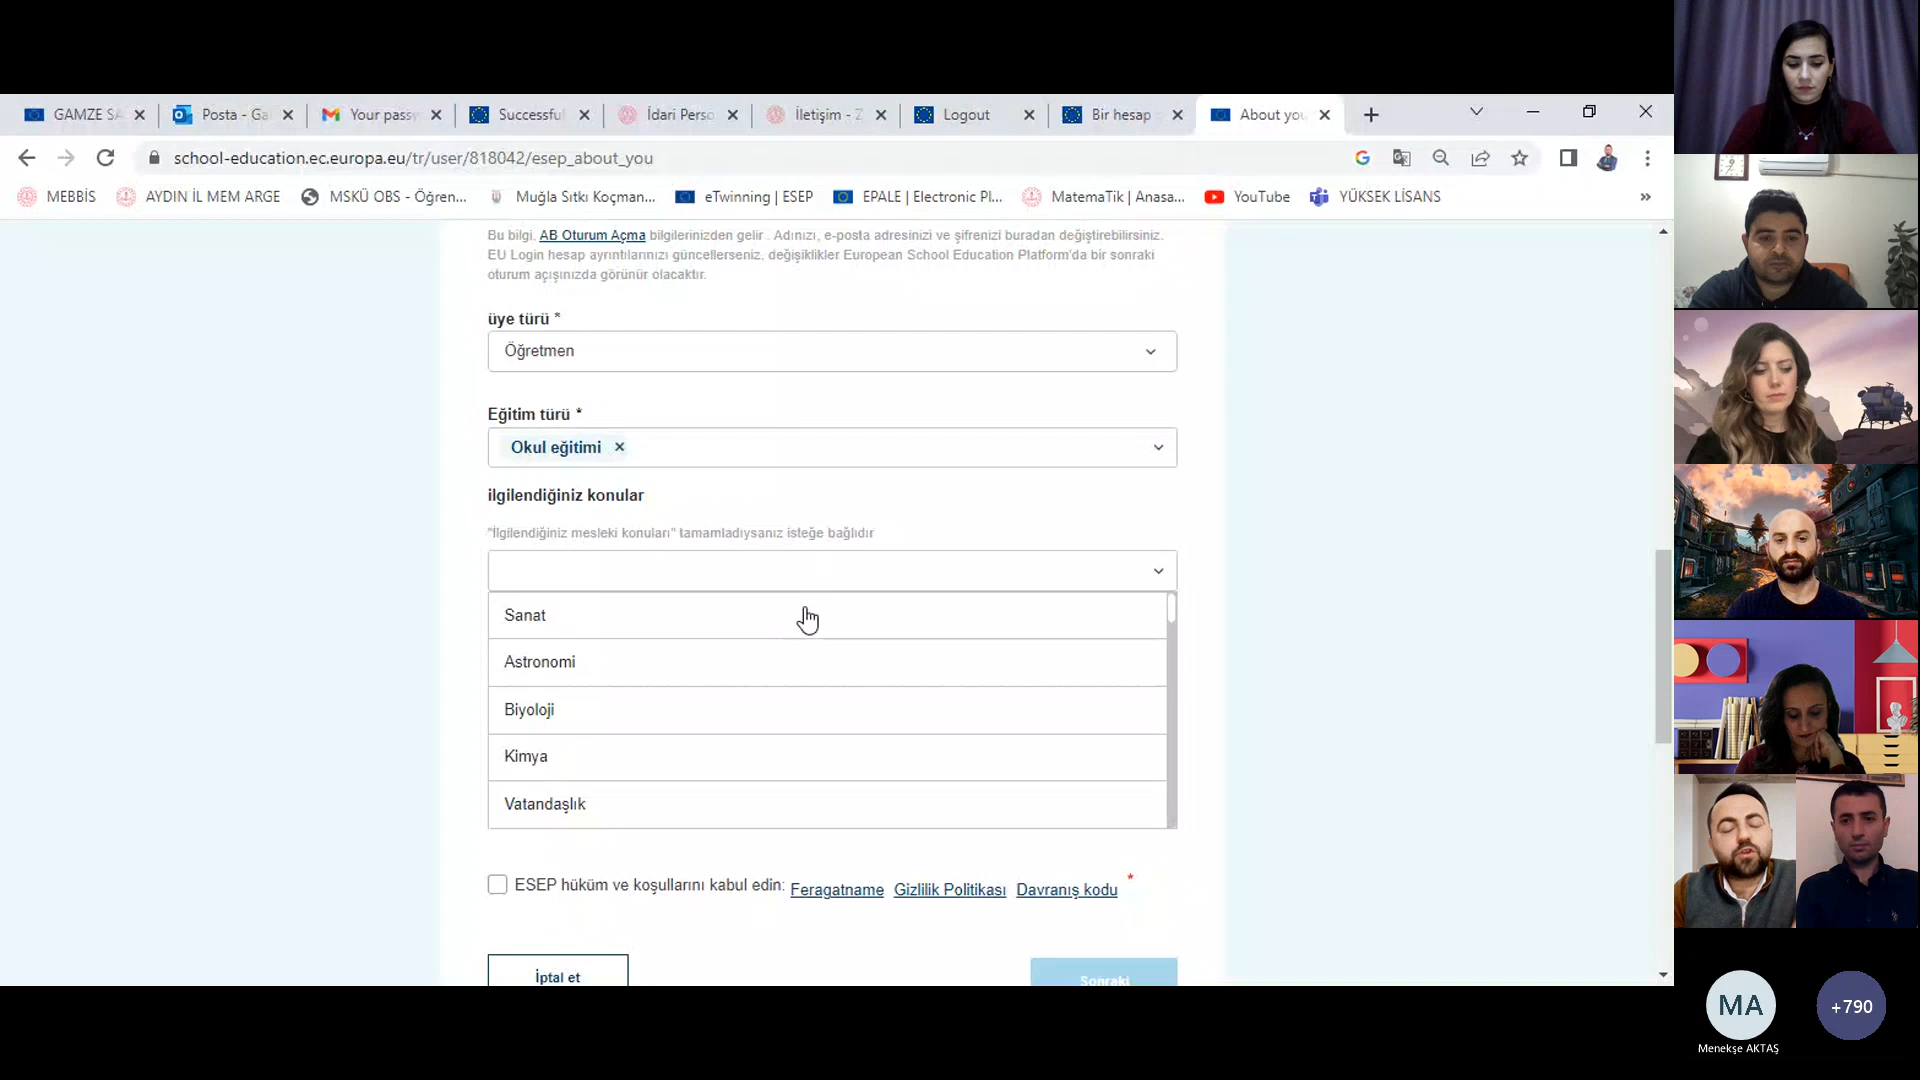 GAMZE SA
Posta - Ga
Your passw
Successful
İdari Perso
İletişim - Z
Logout
Bir hesap
About you
school-education.ec.europa.eu/tr/user/818042/esep_about_you
MEBBİS
AYDIN İL MEM ARGE
MSKÜ OBS - Öğren...
Muğla Sıtkı Koçman...
eTwinning | ESEP
EPALE | Electronic Pl...
MatemaTik | Anasa...
YouTube
YÜKSEK LİSANS
»
Bu bilgi, AB Oturum Açma bilgilerinizden gelir . Adınızı, e-posta adresinizi ve şifrenizi buradan değiştirebilirsiniz.
EU Login hesap ayrıntılarınızı güncellerseniz, değişiklikler European School Education Platform'da bir sonraki
oturum açışınızda görünür olacaktır.
üye türü *
Öğretmen
Eğitim türü *
Okul eğitimi ×
ilgilendiğiniz konular
"İlgilendiğiniz mesleki konuları" tamamladıysanız isteğe bağlıdır
Sanat
Astronomi
Biyoloji
Kimya
Vatandaşlık
ESEP hüküm ve koşullarını kabul edin: Feragatname Gizlilik Politikası Davranış kodu *
İptal et
Sonraki
MA
+790
Menekşe AKTAŞ